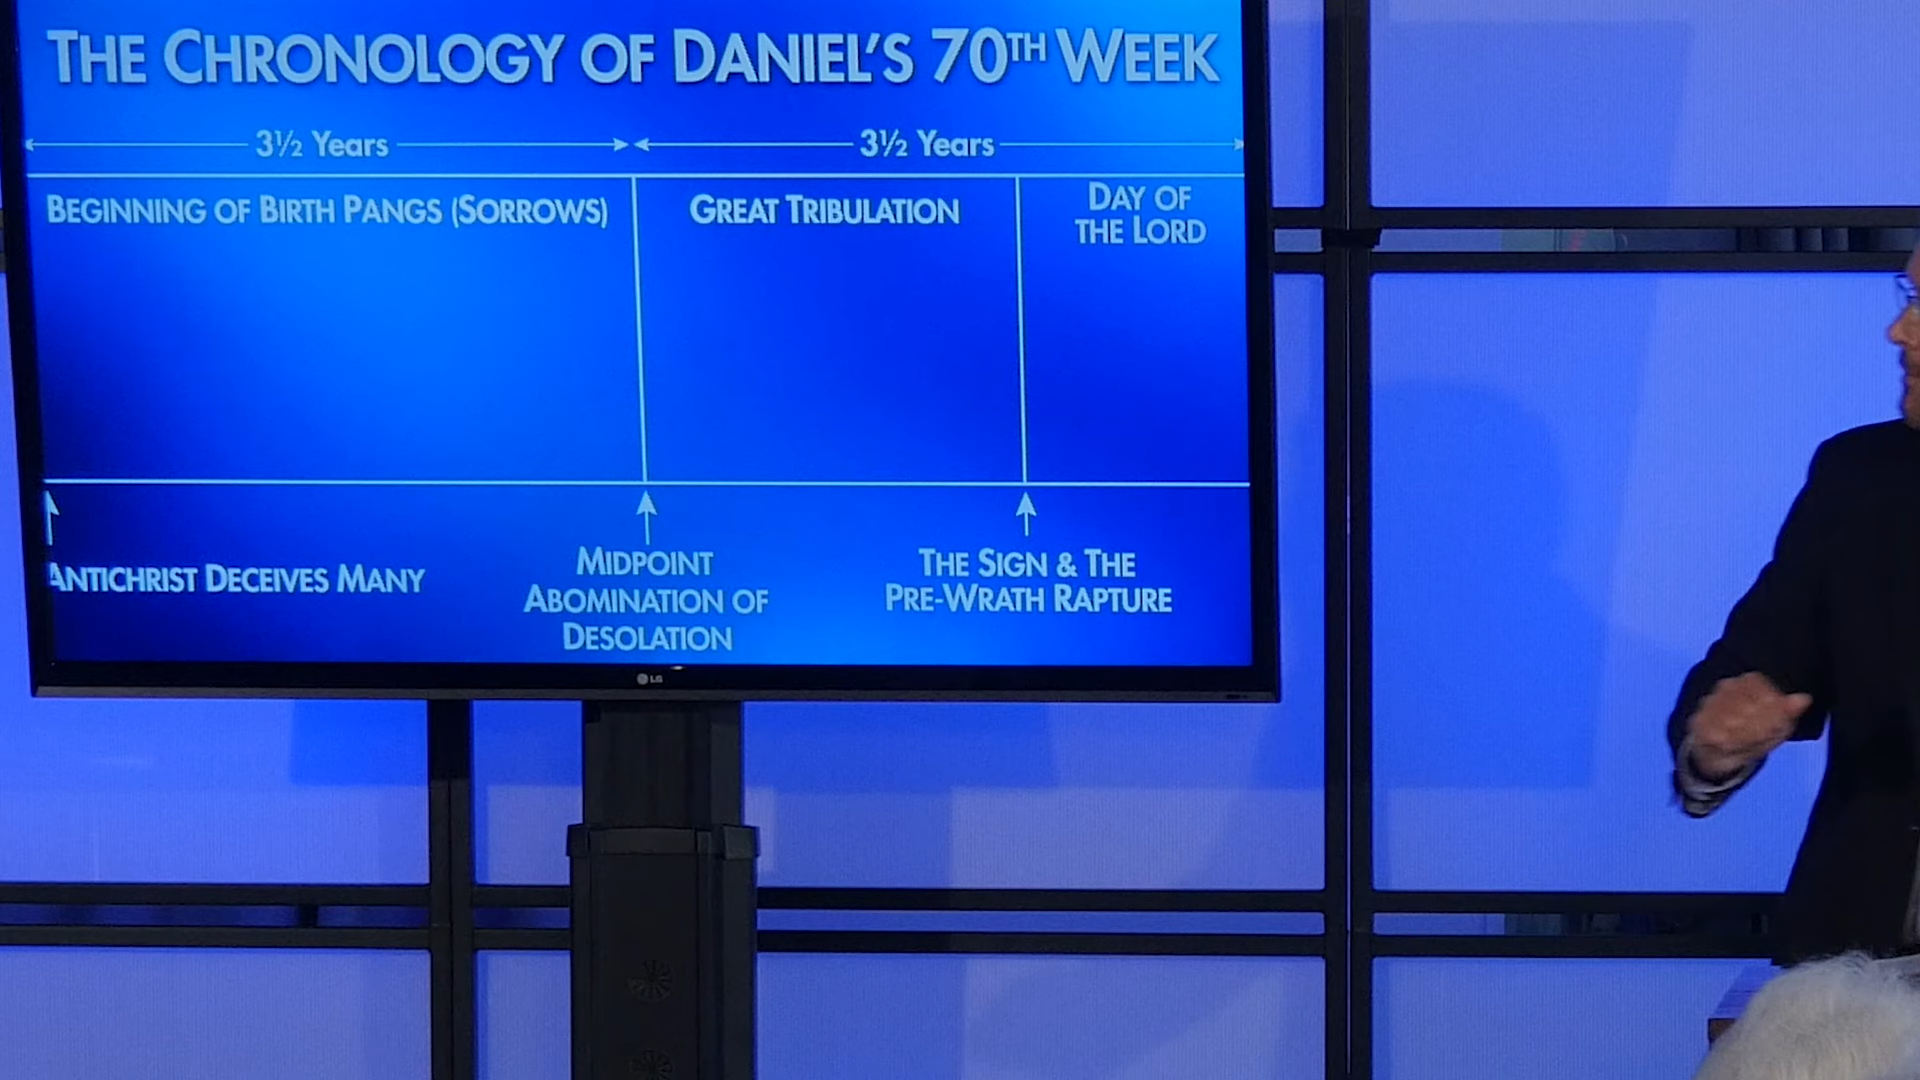 THE CHRONOLOGY OF DANIEL'S 70TH WEEK
3½ Years 3½ Years
BEGINNING OF BIRTH PANGS (SORROWS) GREAT TRIBULATION DAY OF
THE LORD
ANTICHRIST DECEIVES MANY
MIDPOINT
ABOMINATION OF
DESOLATION
THE SIGN & THE
PRE-WRATH RAPTURE
LG